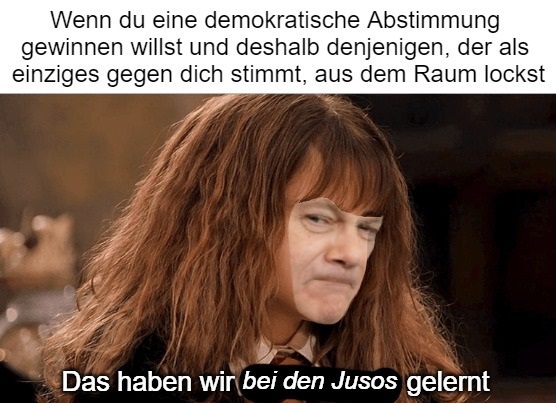 Wenn du eine demokratische Abstimmung
gewinnen willst und deshalb denjenigen, der als
einziges gegen dich stimmt, aus dem Raum lockst
Das haben wir bei den Jusos gelernt